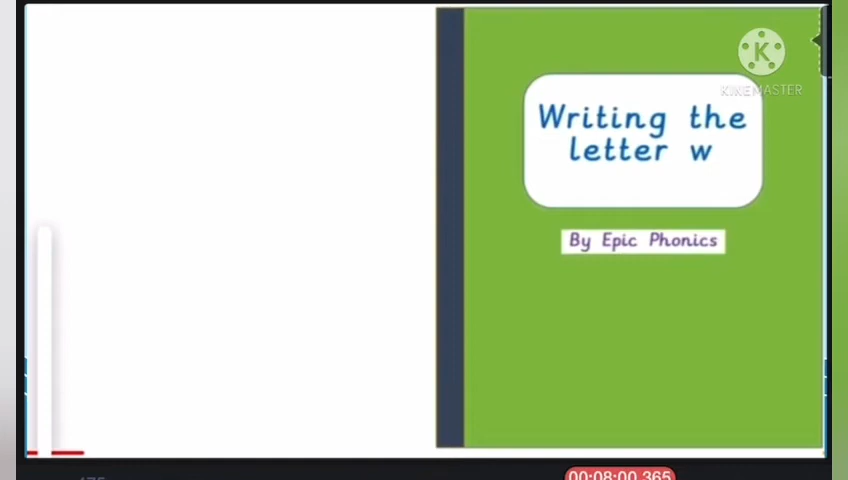 K
KINEMASTER
Writing the
letter w
By Epic Phonics
00:08:00.365